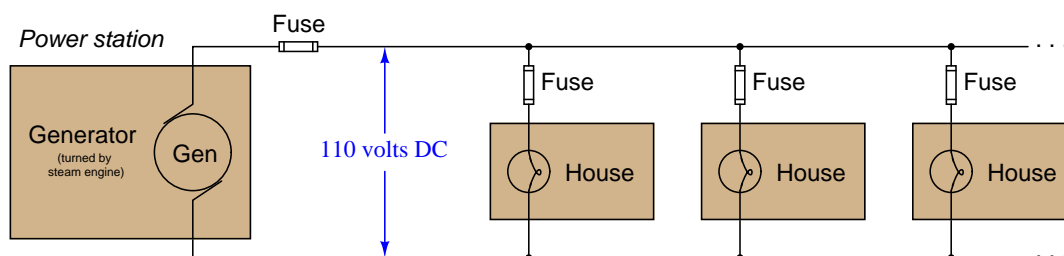 Fuse
Power station
Fuse
Fuse
Fuse
Generator
(turned by
steam engine)
Gen
110 volts DC
House
House
House
. . .
. . .